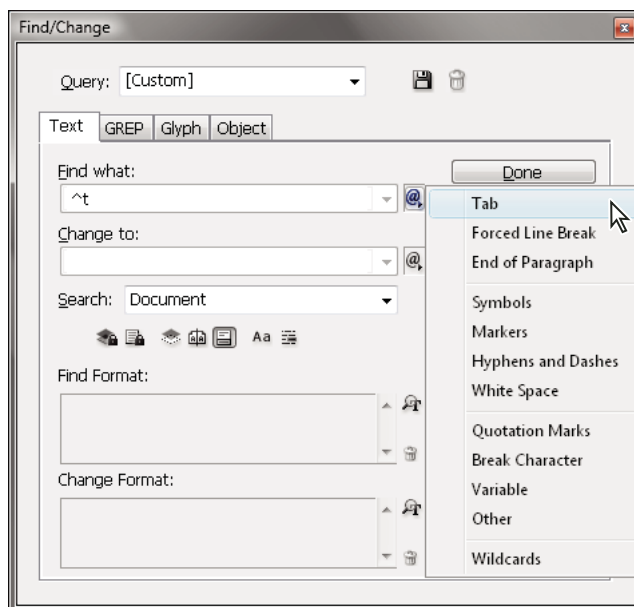 Find/Change
Query: [Custom]
Text GREP Glyph Object
Find what:
Done
^t
@
Tab
Forced Line Break
Change to:
@
End of Paragraph
Search: Document
Symbols
Markers
Aa
Hyphens and Dashes
White Space
Find Format:
Quotation Marks
Break Character
Change Format:
Variable
Other
Wildcards